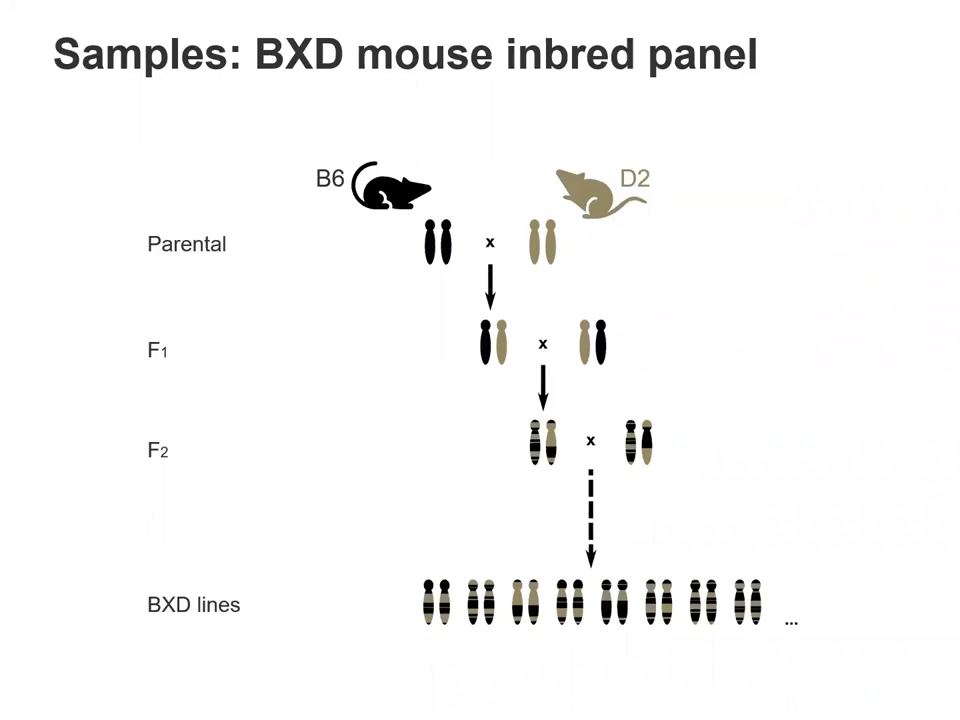 Samples: BXD mouse inbred panel
B6
D2
Parental
x
F1
x
F2
x
BXD lines
...